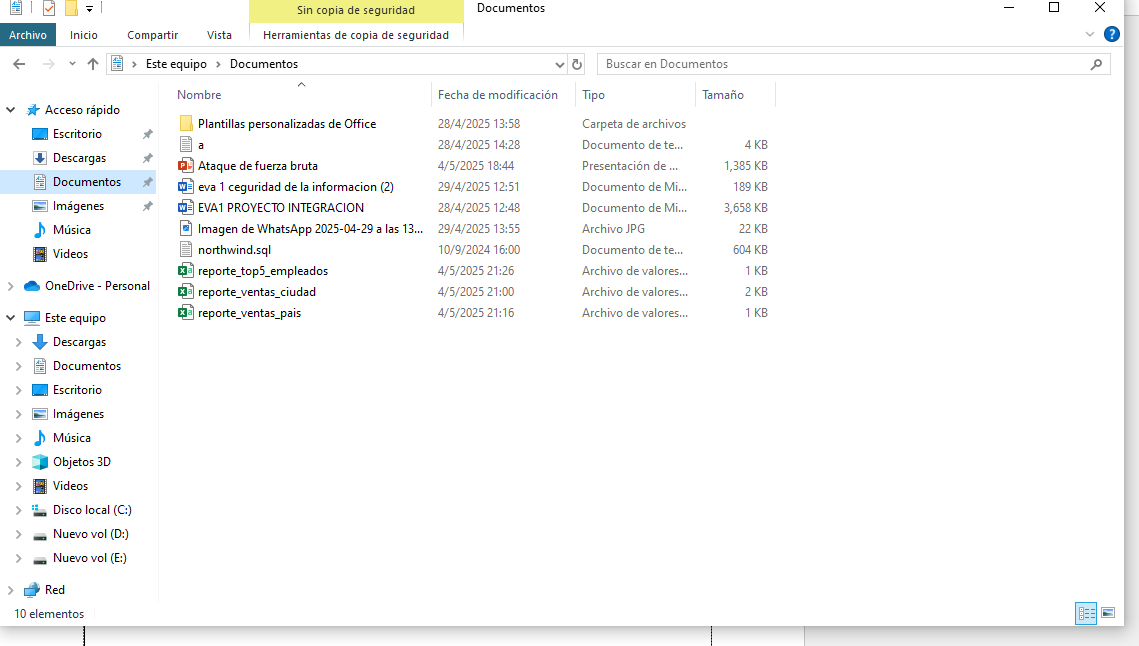 Sin copia de seguridad
Documentos
Archivo Inicio Compartir Vista Herramientas de copia de seguridad
Este equipo Documentos
Buscar en Documentos
Nombre Fecha de modificación Tipo Tamaño
Plantillas personalizadas de Office 28/4/2025 13:58 Carpeta de archivos
a 28/4/2025 14:28 Documento de te... 4 KB
Ataque de fuerza bruta 4/5/2025 18:44 Presentación de ... 1,385 KB
eva 1 ceguridad de la informacion (2) 29/4/2025 12:51 Documento de Mi... 189 KB
EVA1 PROYECTO INTEGRACION 28/4/2025 12:48 Documento de Mi... 3,658 KB
Imagen de WhatsApp 2025-04-29 a las 13... 29/4/2025 13:55 Archivo JPG 22 KB
northwind.sql 10/9/2024 16:00 Documento de te... 604 KB
reporte_top5_empleados 4/5/2025 21:26 Archivo de valores... 1 KB
reporte_ventas_ciudad 4/5/2025 21:00 Archivo de valores... 2 KB
reporte_ventas_pais 4/5/2025 21:16 Archivo de valores... 1 KB
Acceso rápido
Escritorio
Descargas
Documentos
Imágenes
Música
Videos
OneDrive - Personal
Este equipo
Descargas
Documentos
Escritorio
Imágenes
Música
Objetos 3D
Videos
Disco local (C:)
Nuevo vol (D:)
Nuevo vol (E:)
Red
10 elementos